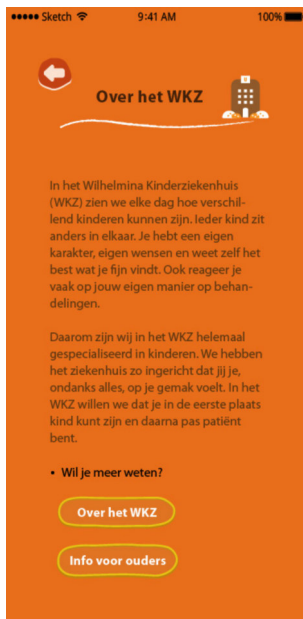 Sketch 9:41 AM 100%
Over het WKZ
In het Wilhelmina Kinderziekenhuis
(WKZ) zien we elke dag hoe verschil-
lend kinderen kunnen zijn. Ieder kind zit
anders in elkaar. Je hebt een eigen
karakter, eigen wensen en weet zelf het
best wat je fijn vindt. Ook reageer je
vaak op jouw eigen manier op behan-
delingen.
Daarom zijn wij in het WKZ helemaal
gespecialiseerd in kinderen. We hebben
het ziekenhuis zo ingericht dat jij je,
ondanks alles, op je gemak voelt. In het
WKZ willen we dat je in de eerste plaats
kind kunt zijn en daarna pas patiënt
bent.
• Wil je meer weten?
Over het WKZ
Info voor ouders